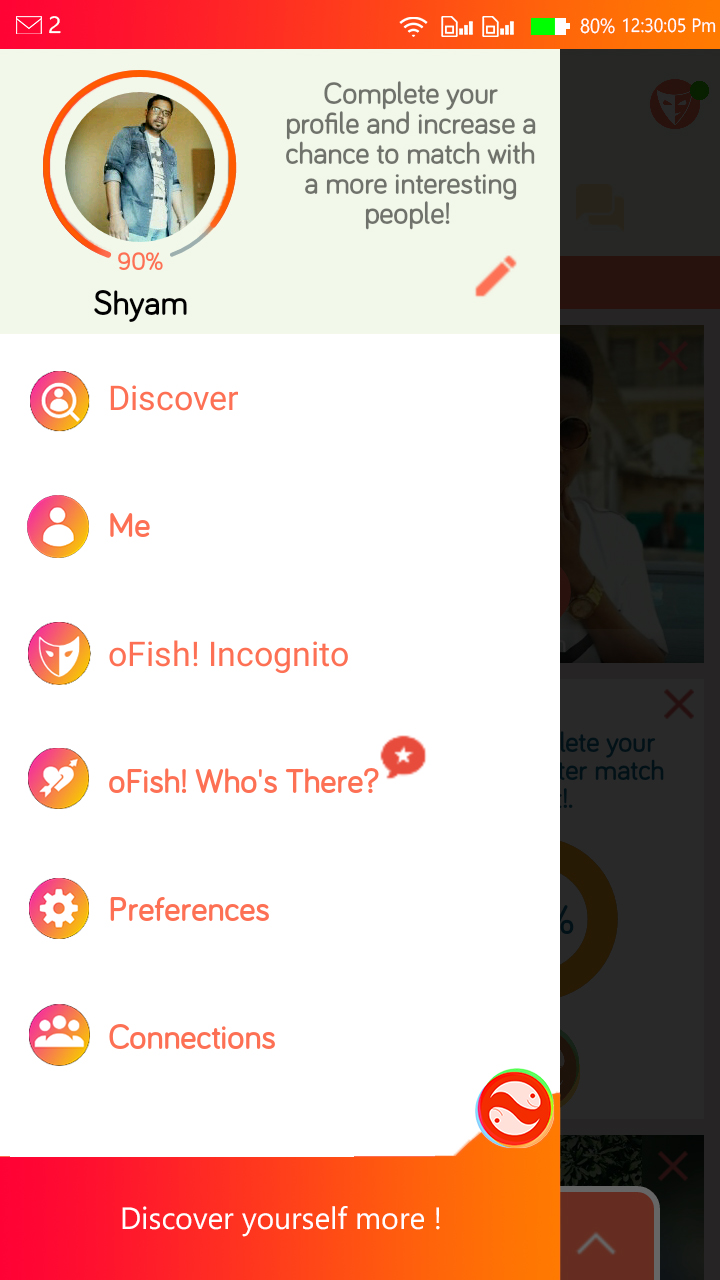 2
80% 12:30:05 Pm
Complete your
profile and increase a
chance to match with
a more interesting
people!
90%
Shyam
Discover
Me
oFish! Incognito
oFish! Who's There?
Preferences
Connections
Discover yourself more !
lete your
ter match
!.
%